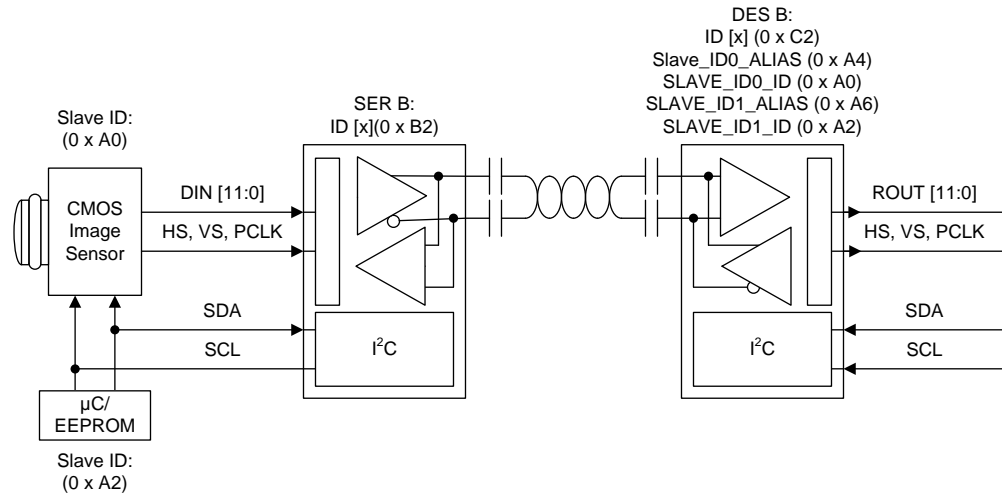 DES B:
ID [x] (0 x C2)
Slave_ID0_ALIAS (0 x A4)
SLAVE_ID0_ID (0 x A0)
SLAVE_ID1_ALIAS (0 x A6)
SLAVE_ID1_ID (0 x A2)
SER B:
ID [x](0 x B2)
Slave ID:
(0 x A0)
CMOS
Image
Sensor
DIN [11:0]
HS, VS, PCLK
SDA
SCL
I²C
ROUT [11:0]
HS, VS, PCLK
I²C
SDA
SCL
µC/
EEPROM
Slave ID:
(0 x A2)